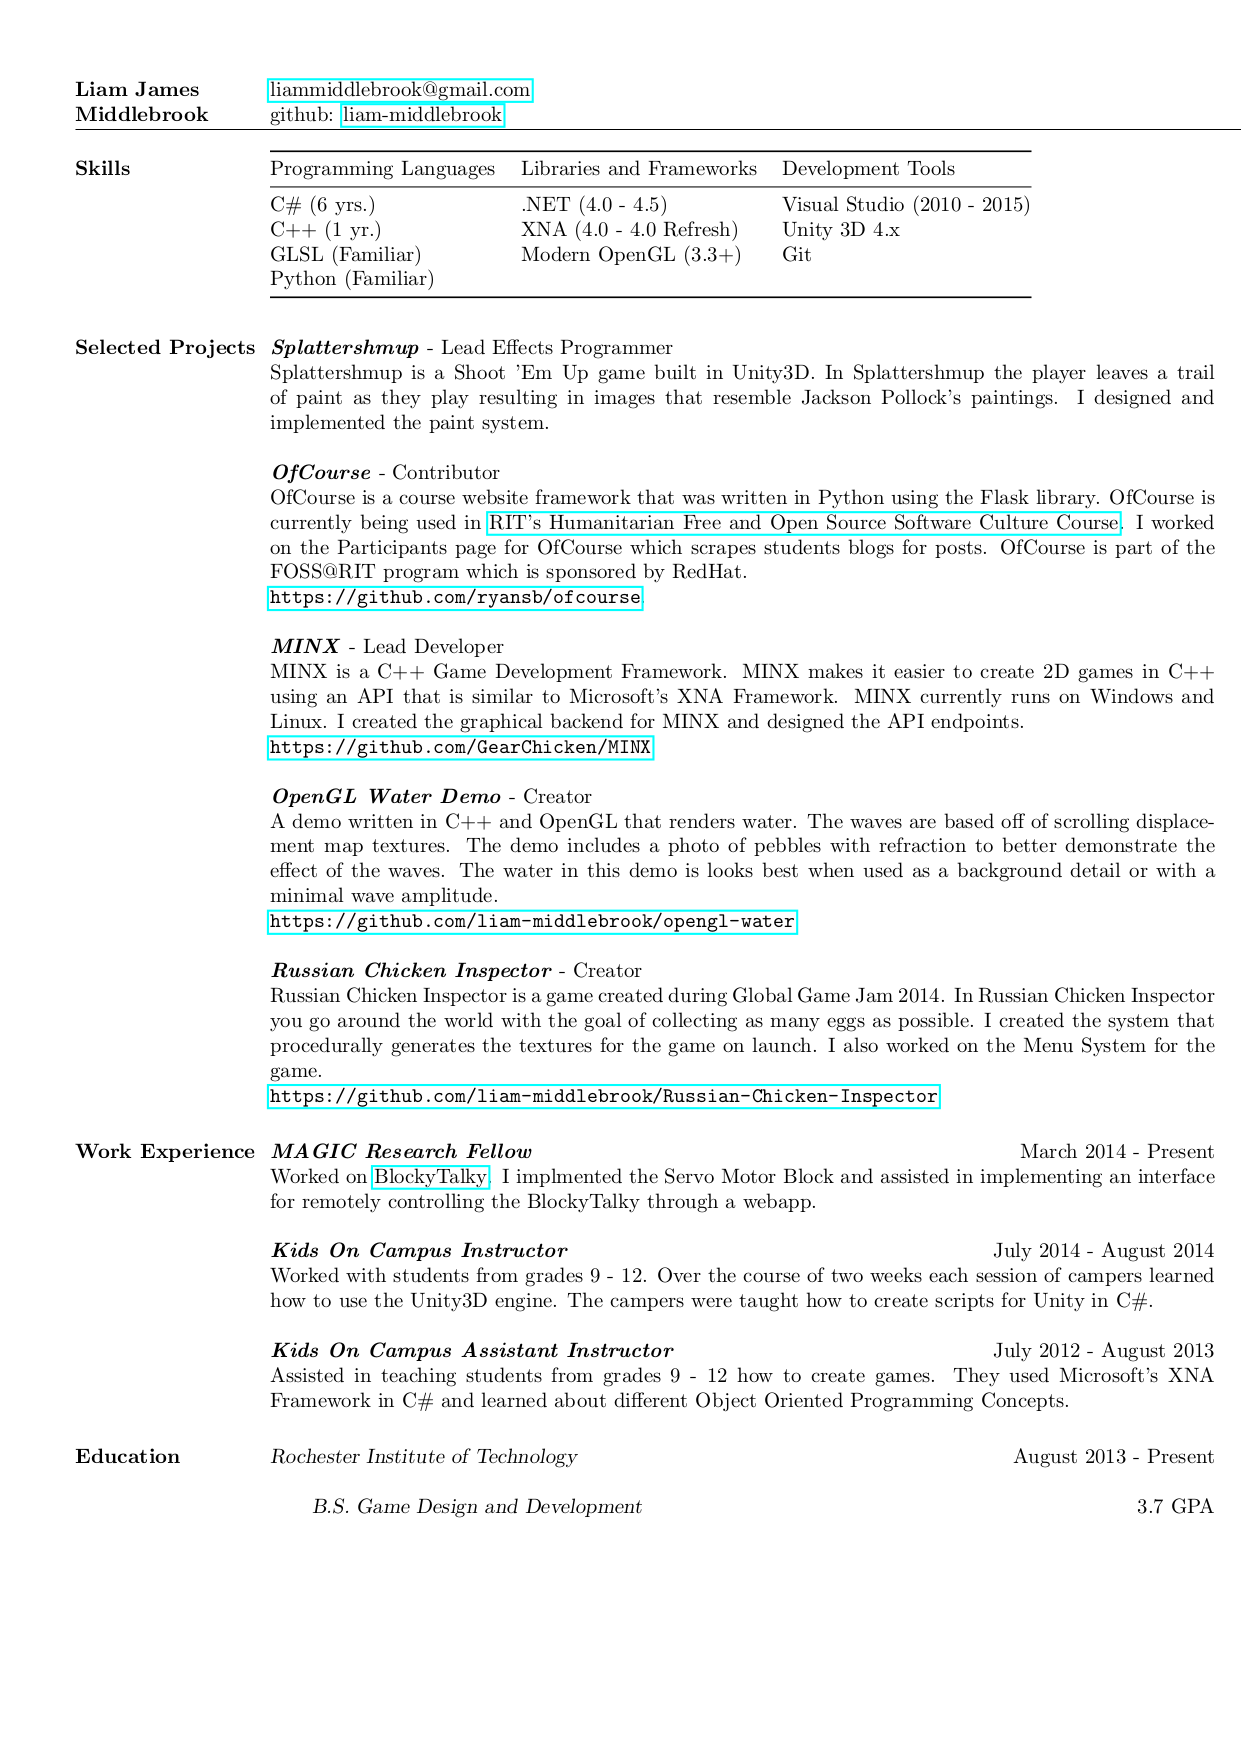 Liam James
Middlebrook
liammiddlebrook@gmail.com
github: liam-middlebrook
Skills
Programming Languages Libraries and Frameworks Development Tools
C# (6 yrs.) .NET (4.0 - 4.5) Visual Studio (2010 - 2015)
C++ (1 yr.) XNA (4.0 - 4.0 Refresh) Unity 3D 4.x
GLSL (Familiar) Modern OpenGL (3.3+) Git
Python (Familiar)
Selected Projects
Splattershmup - Lead Effects Programmer
Splattershmup is a Shoot 'Em Up game built in Unity3D. In Splattershmup the player leaves a trail
of paint as they play resulting in images that resemble Jackson Pollock's paintings. I designed and
implemented the paint system.
OfCourse - Contributor
OfCourse is a course website framework that was written in Python using the Flask library. OfCourse is
currently being used in RIT's Humanitarian Free and Open Source Software Culture Course. I worked
on the Participants page for OfCourse which scrapes students blogs for posts. OfCourse is part of the
FOSS@RIT program which is sponsored by RedHat.
https://github.com/ryansb/ofcourse
MINX - Lead Developer
MINX is a C++ Game Development Framework. MINX makes it easier to create 2D games in C++
using an API that is similar to Microsoft's XNA Framework. MINX currently runs on Windows and
Linux. I created the graphical backend for MINX and designed the API endpoints.
https://github.com/GearChicken/MINX
OpenGL Water Demo - Creator
A demo written in C++ and OpenGL that renders water. The waves are based off of scrolling displace-
ment map textures. The demo includes a photo of pebbles with refraction to better demonstrate the
effect of the waves. The water in this demo is looks best when used as a background detail or with a
minimal wave amplitude.
https://github.com/liam-middlebrook/opengl-water
Russian Chicken Inspector - Creator
Russian Chicken Inspector is a game created during Global Game Jam 2014. In Russian Chicken Inspector
you go around the world with the goal of collecting as many eggs as possible. I created the system that
procedurally generates the textures for the game on launch. I also worked on the Menu System for the
game.
https://github.com/liam-middlebrook/Russian-Chicken-Inspector
Work Experience
MAGIC Research Fellow March 2014 - Present
Worked on BlockyTalky. I implmented the Servo Motor Block and assisted in implementing an interface
for remotely controlling the BlockyTalky through a webapp.
Kids On Campus Instructor July 2014 - August 2014
Worked with students from grades 9 - 12. Over the course of two weeks each session of campers learned
how to use the Unity3D engine. The campers were taught how to create scripts for Unity in C#.
Kids On Campus Assistant Instructor July 2012 - August 2013
Assisted in teaching students from grades 9 - 12 how to create games. They used Microsoft's XNA
Framework in C# and learned about different Object Oriented Programming Concepts.
Education
Rochester Institute of Technology August 2013 - Present
B.S. Game Design and Development 3.7 GPA